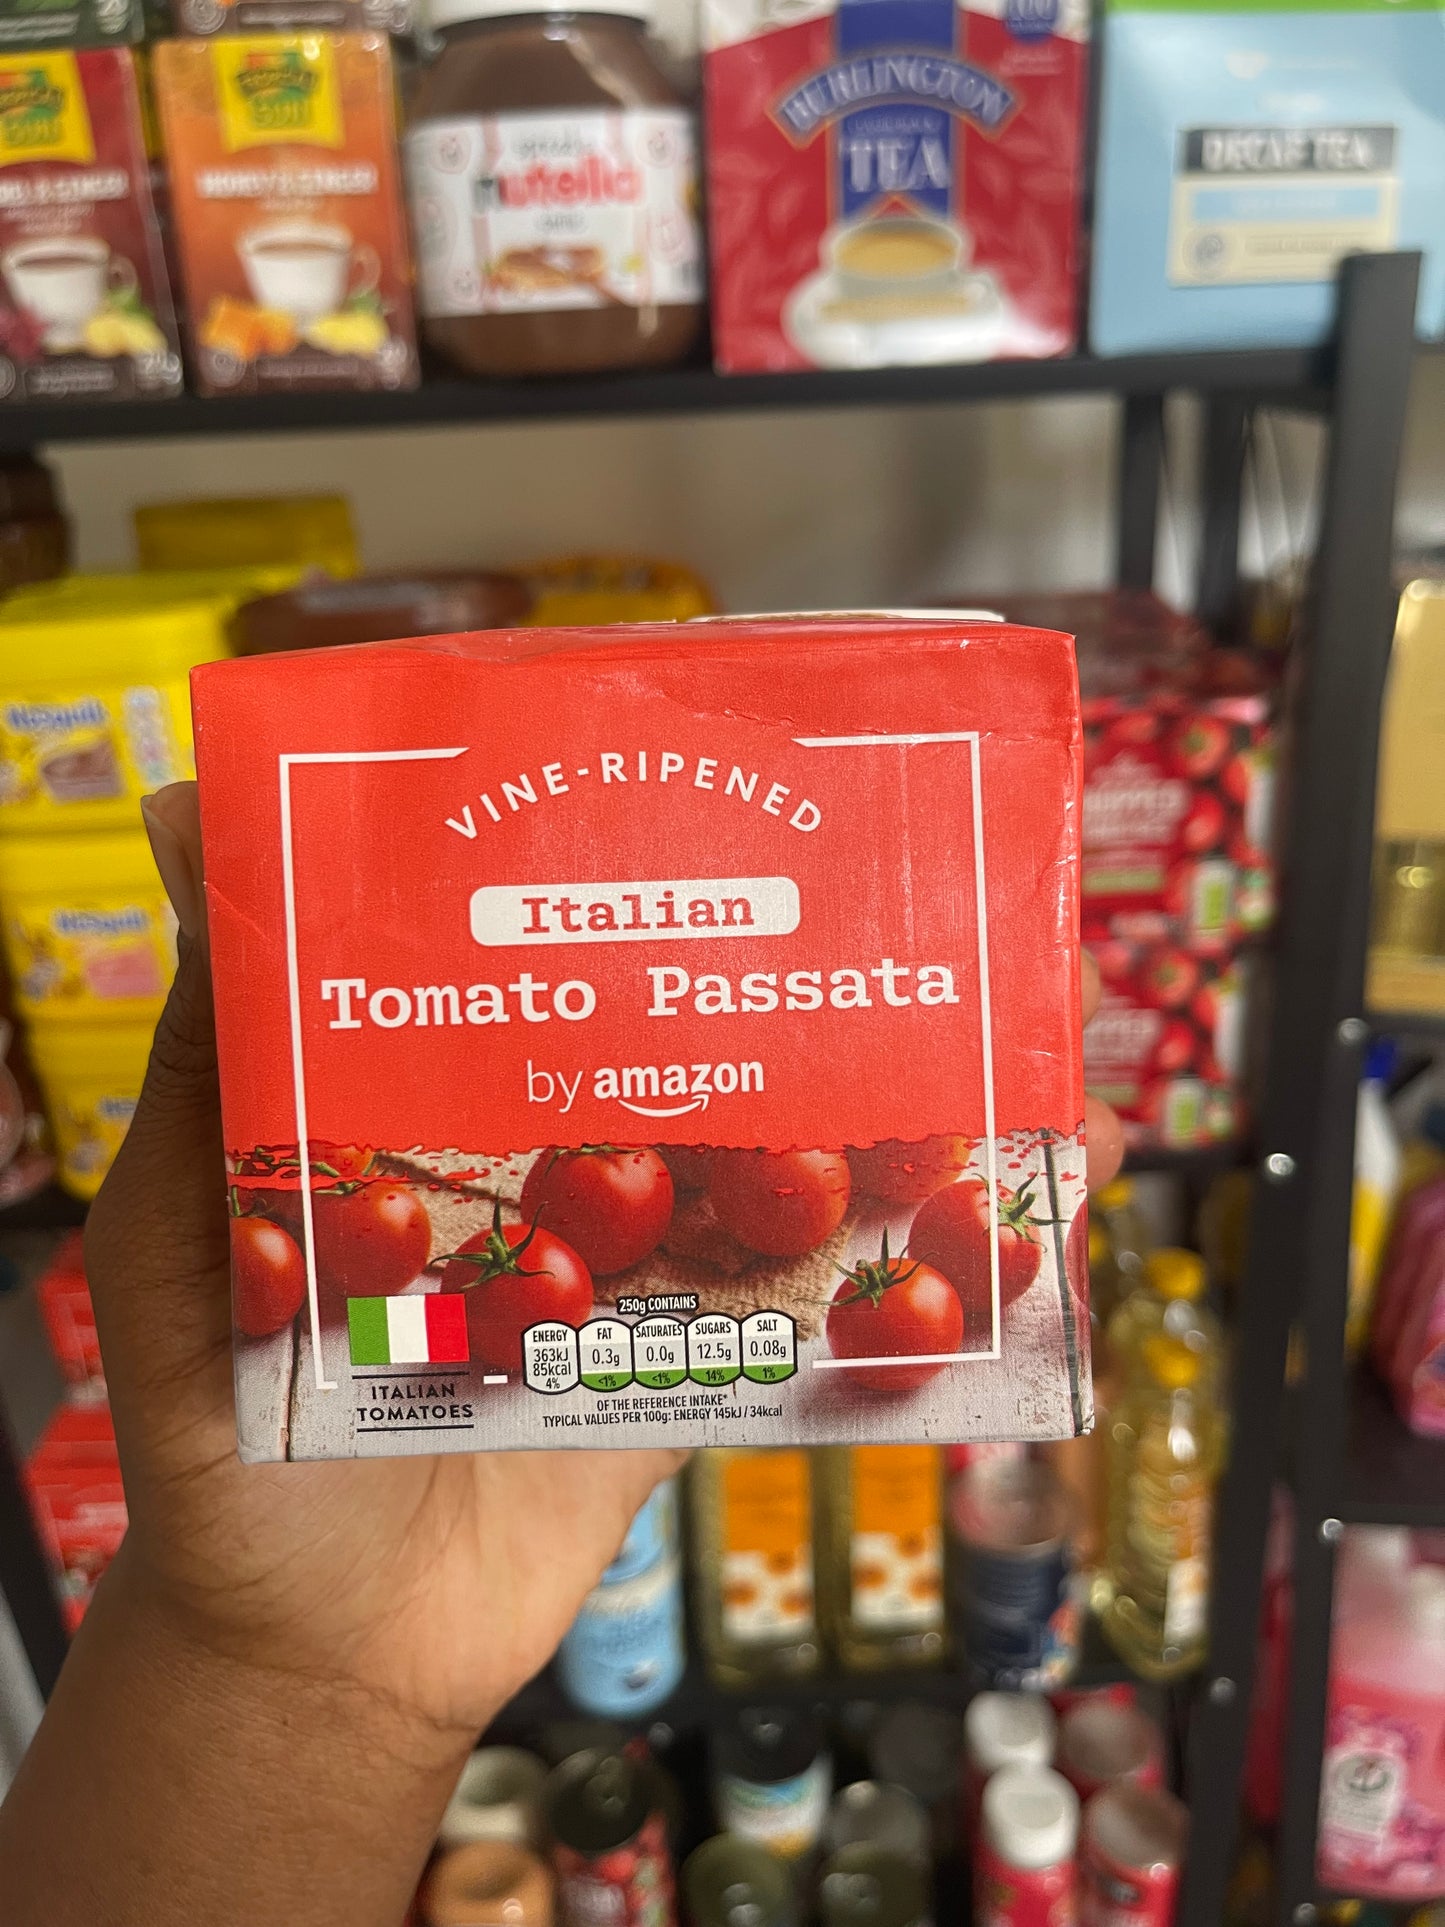 nutella
BURLINGTON
TEA
DECAF TEA
VINE-RIPENED
Italian
Tomato Passata
by amazon
250g CONTAINS
ENERGY
363kJ
85kcal
4%
FAT
0.3g
<1%
SATURATES
0.0g
<1%
SUGARS
12.5g
14%
SALT
0.08g
1%
OF THE REFERENCE INTAKE*
TYPICAL VALUES PER 100g: ENERGY 145kJ / 34kcal
ITALIAN
TOMATOES